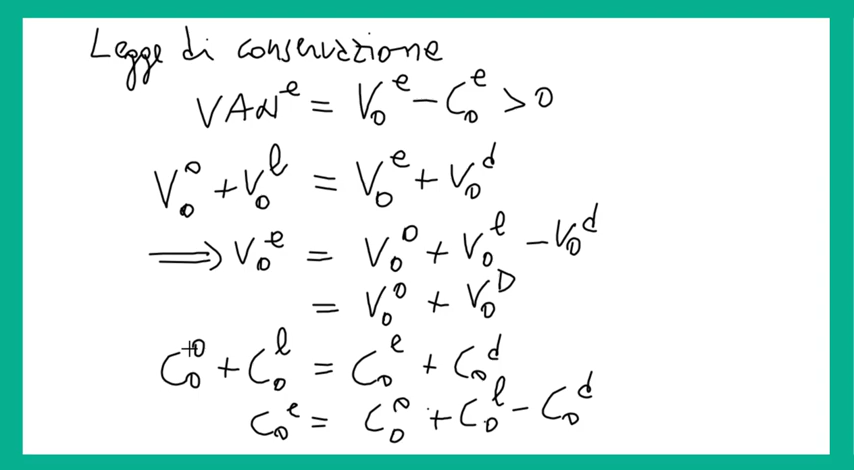 Legge di conservazione
VAN^e = V_0^e - C_0^e > 0
V_0^o + V_0^l = V_0^e + V_0^d
⟹ V_0^e = V_0^o + V_0^l - V_0^d
= V_0^o + V_0^D
C_0^{+o} + C_0^l = C_0^e + C_0^d
C_0^e = C_0^o + C_0^l - C_0^d